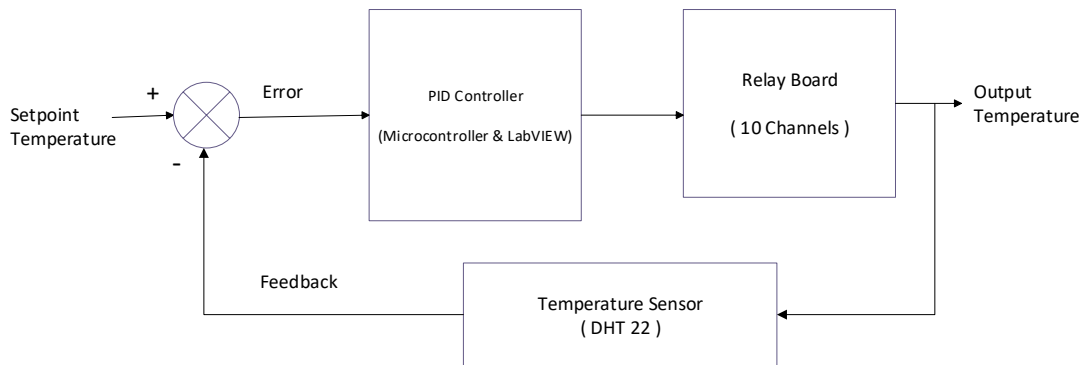 Setpoint
Temperature
+
-
Error
PID Controller
(Microcontroller & LabVIEW)
Relay Board
( 10 Channels )
Output
Temperature
Feedback
Temperature Sensor
( DHT 22 )